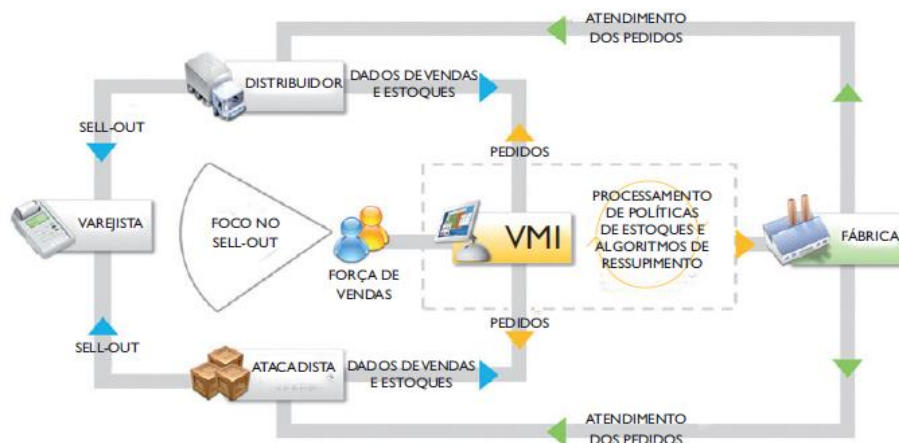 ATENDIMENTO
DOS PEDIDOS
DISTRIBUIDOR
DADOS DE VENDAS
E ESTOQUES
SELL-OUT
PEDIDOS
VAREJISTA
FOCO NO
SELL-OUT
FORÇA DE
VENDAS
VMI
PROCESSAMENTO
DE POLÍTICAS
DE ESTOQUES E
ALGORITMOS DE
RESSUPIMENTO
FÁBRICA
PEDIDOS
SELL-OUT
ATACADISTA
DADOS DE VENDAS
E ESTOQUES
ATENDIMENTO
DOS PEDIDOS